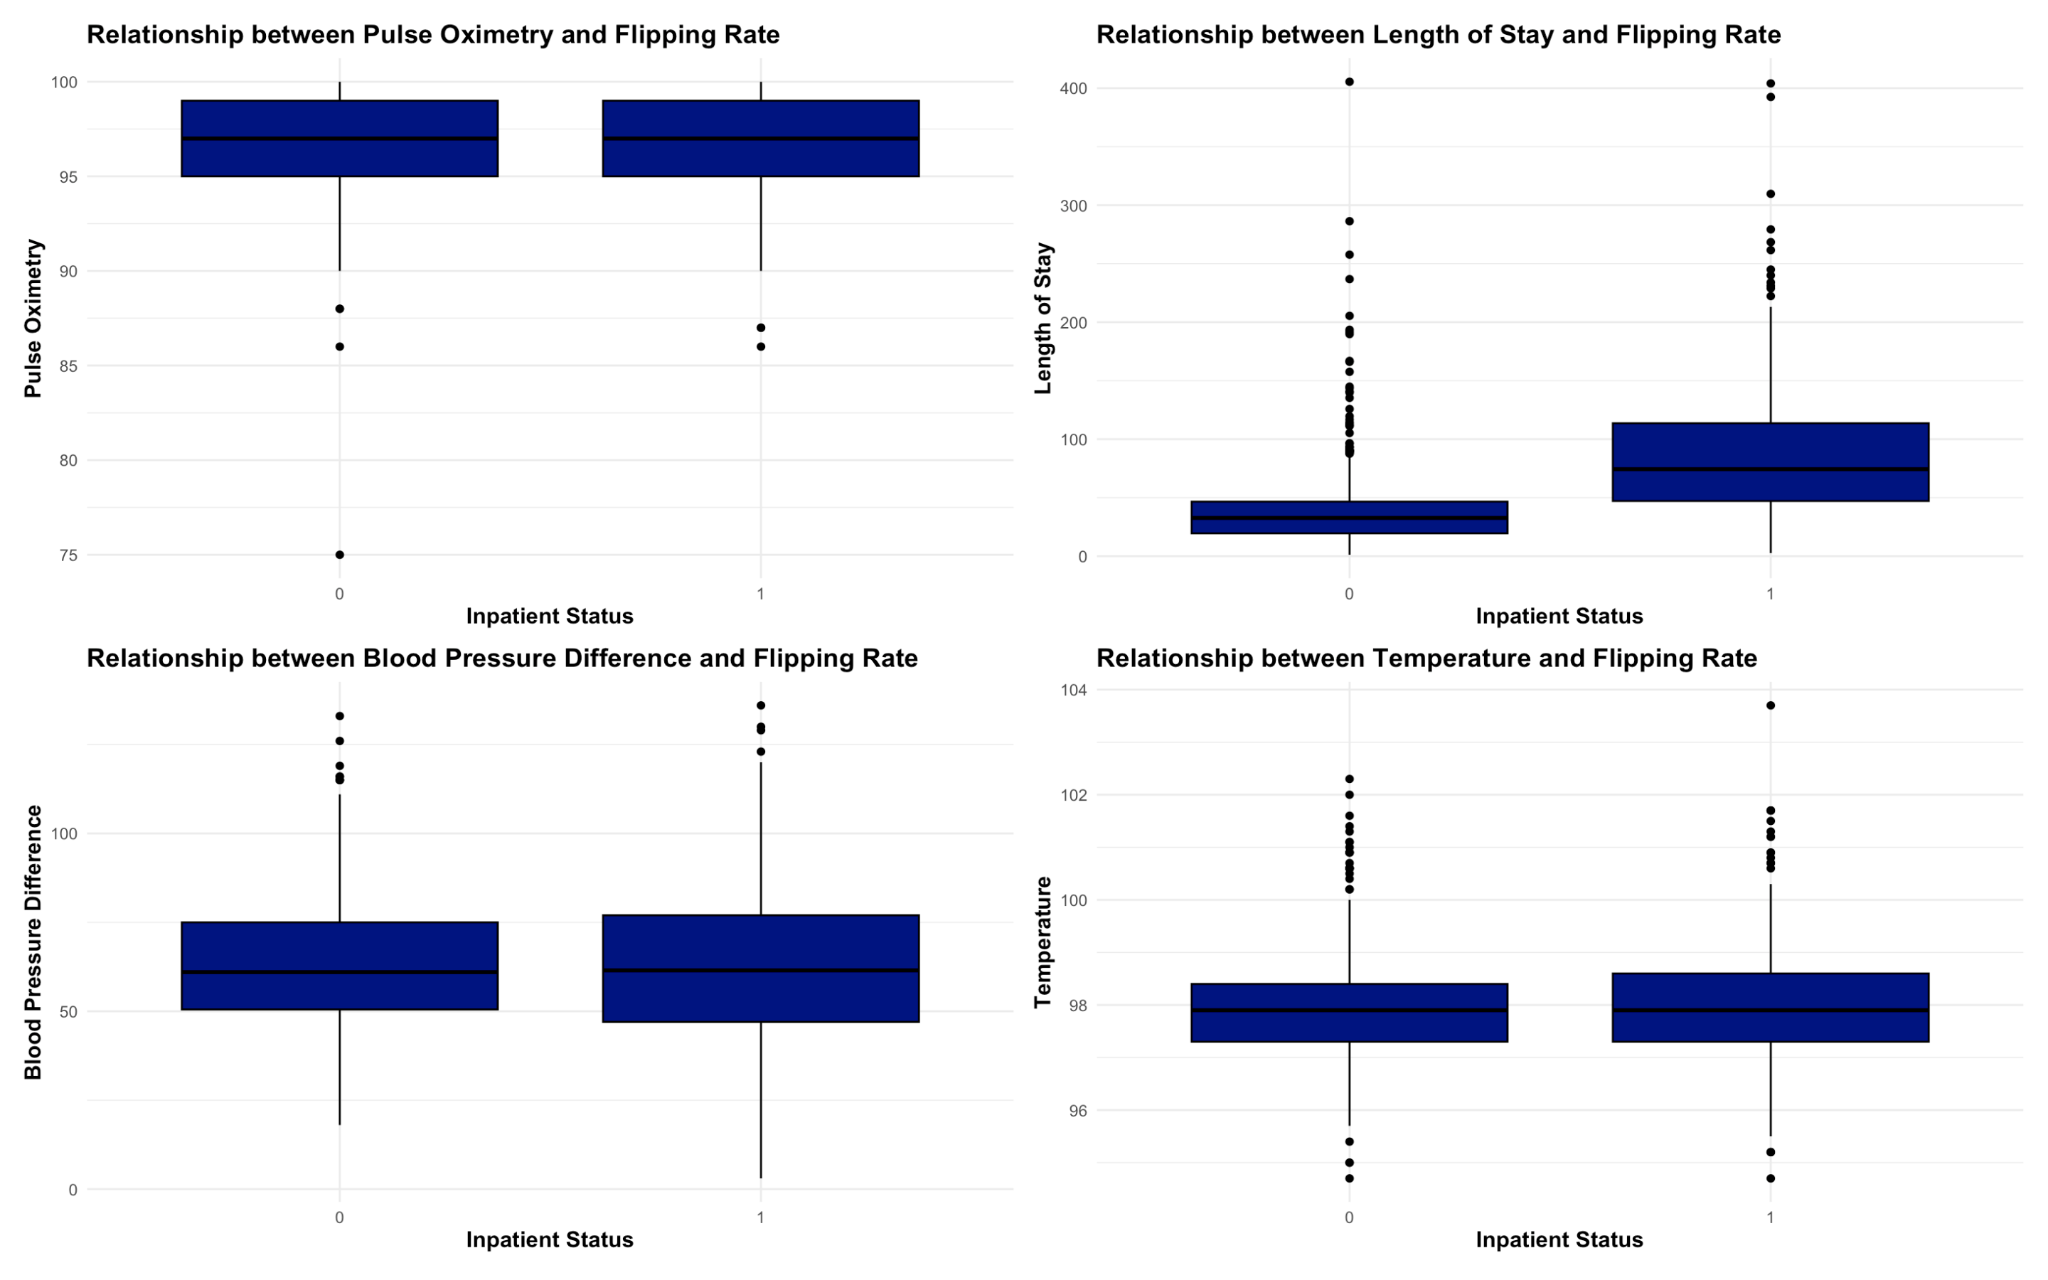 Relationship between Pulse Oximetry and Flipping Rate
100
95
90
85
80
75
Pulse Oximetry
0 1
Inpatient Status
Relationship between Length of Stay and Flipping Rate
400
300
200
100
0
Length of Stay
0 1
Inpatient Status
Relationship between Blood Pressure Difference and Flipping Rate
100
50
0
Blood Pressure Difference
0 1
Inpatient Status
Relationship between Temperature and Flipping Rate
104
102
100
98
96
Temperature
0 1
Inpatient Status